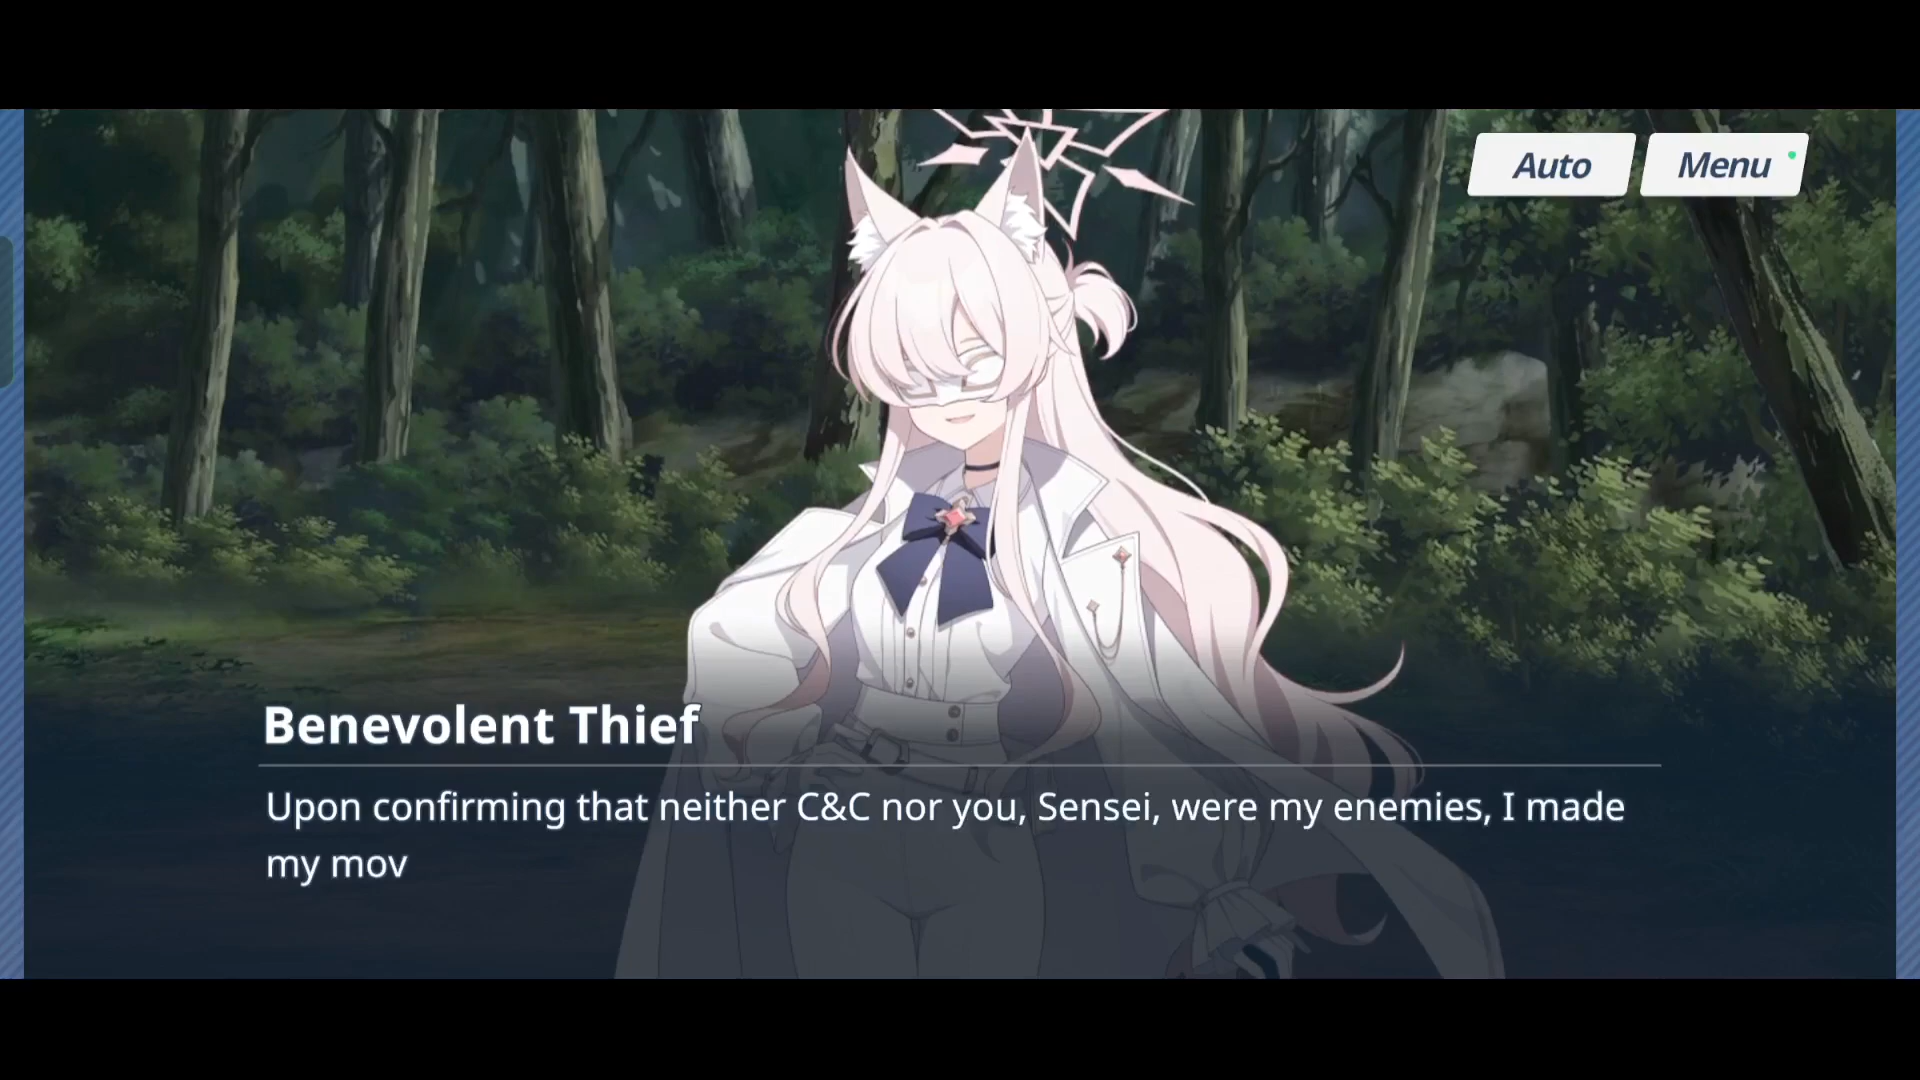 Auto
Menu
Benevolent Thief
Upon confirming that neither C&C nor you, Sensei, were my enemies, I made
my mov